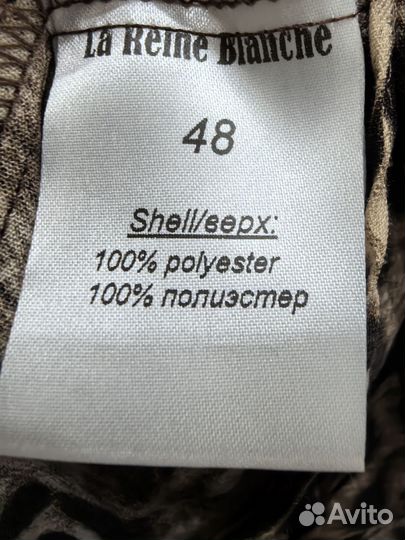 La Reine Blanche
48
Shell/верх:
100% polyester
100% полиэстер
Avito